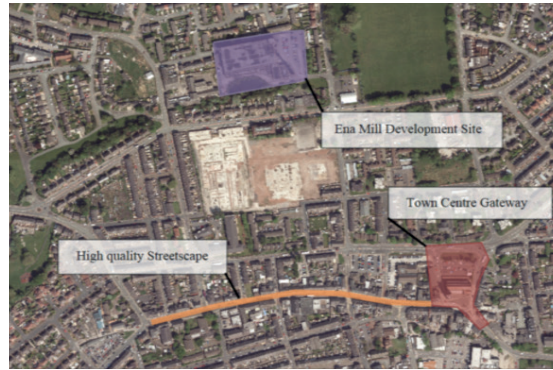 Ena Mill Development Site
Town Centre Gateway
High quality Streetscape